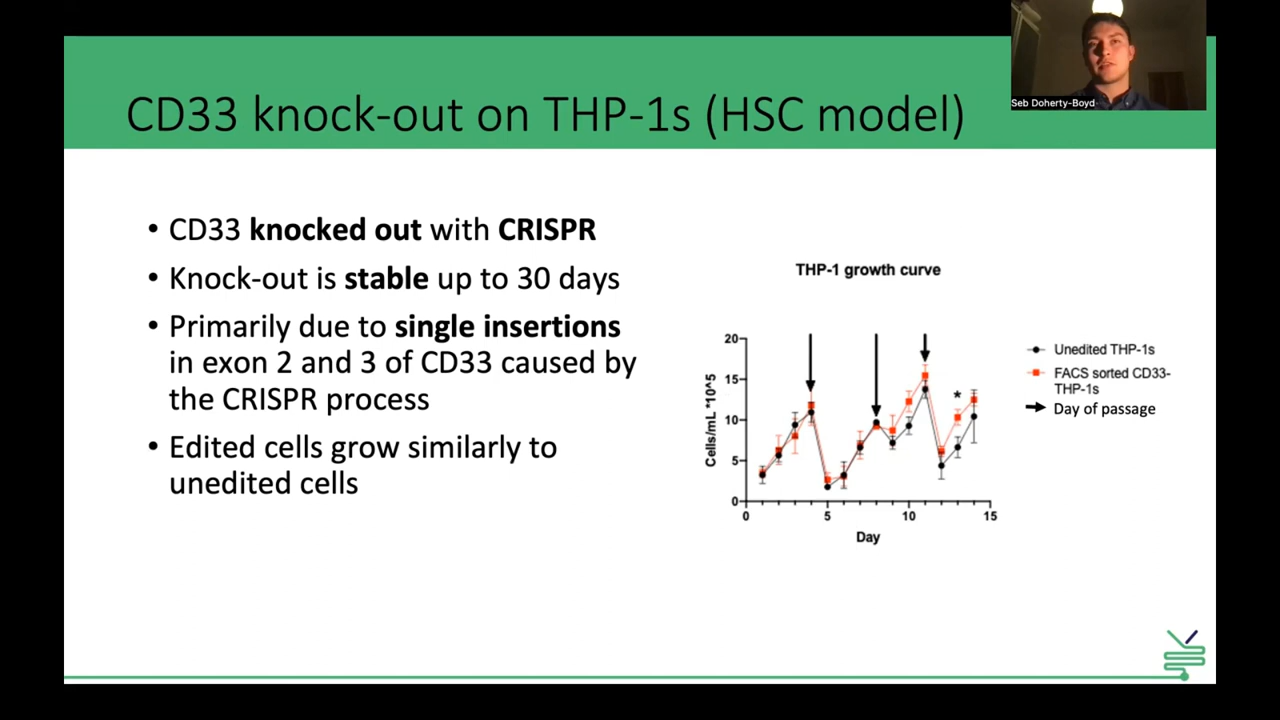 Seb Doherty-Boyd
CD33 knock-out on THP-1s (HSC model)
• CD33 knocked out with CRISPR
• Knock-out is stable up to 30 days
• Primarily due to single insertions
in exon 2 and 3 of CD33 caused by
the CRISPR process
• Edited cells grow similarly to
unedited cells
THP-1 growth curve
Cells/mL *10^5
20
15
10
5
0
*
0 5 10 15
Day
Unedited THP-1s
FACS sorted CD33-
THP-1s
Day of passage